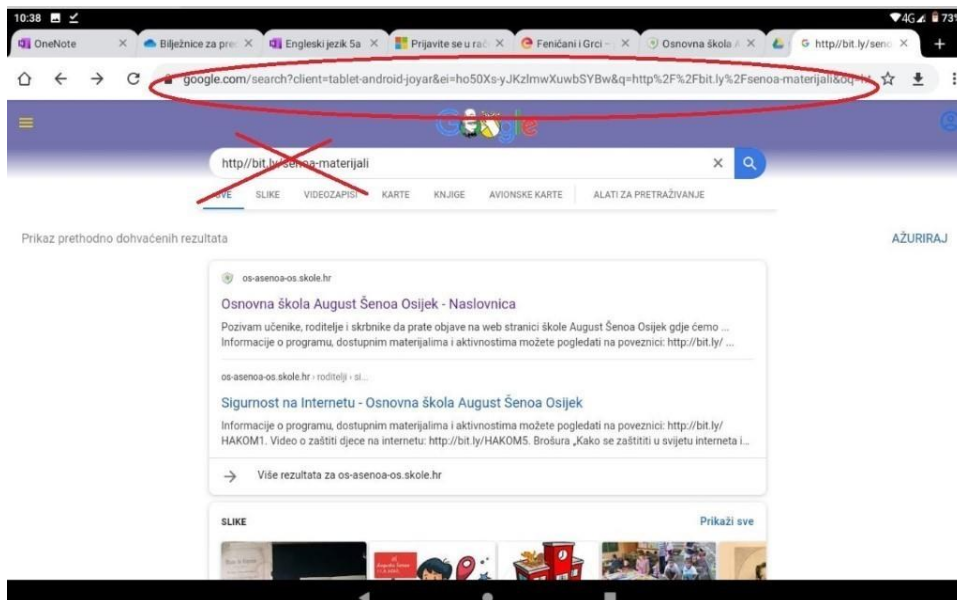 10:38 4G 73%
OneNote Bilježnice za pre Engleski jezik 5a Prijavite se u rač Feničani i Grci – Osnovna škola A http//bit.ly/seno
google.com/search?client=tablet-android-joyar&ei=ho50Xs-yJKzlmwXuwbSYBw&q=http%2F%2Fbit.ly%2Fsenoa-materijali&oq=ht
Google
http//bit.ly/senoa-materijali
SVE SLIKE VIDEOZAPISI KARTE KNJIGE AVIONSKE KARTE ALATI ZA PRETRAŽIVANJE
Prikaz prethodno dohvaćenih rezultata AŽURIRAJ
os-asenoa-os.skole.hr
Osnovna škola August Šenoa Osijek - Naslovnica
Pozivam učenike, roditelje i skrbnike da prate objave na web stranici škole August Šenoa Osijek gdje ćemo ...
Informacije o programu, dostupnim materijalima i aktivnostima možete pogledati na poveznici: http://bit.ly/ ...
os-asenoa-os.skole.hr › roditelji › si...
Sigurnost na Internetu - Osnovna škola August Šenoa Osijek
Informacije o programu, dostupnim materijalima i aktivnostima možete pogledati na poveznici: http://bit.ly/
HAKOM1. Video o zaštiti djece na internetu: http://bit.ly/HAKOM5. Brošura „Kako se zaštititi u svijetu interneta i...
Više rezultata za os-asenoa-os.skole.hr
SLIKE Prikaži sve